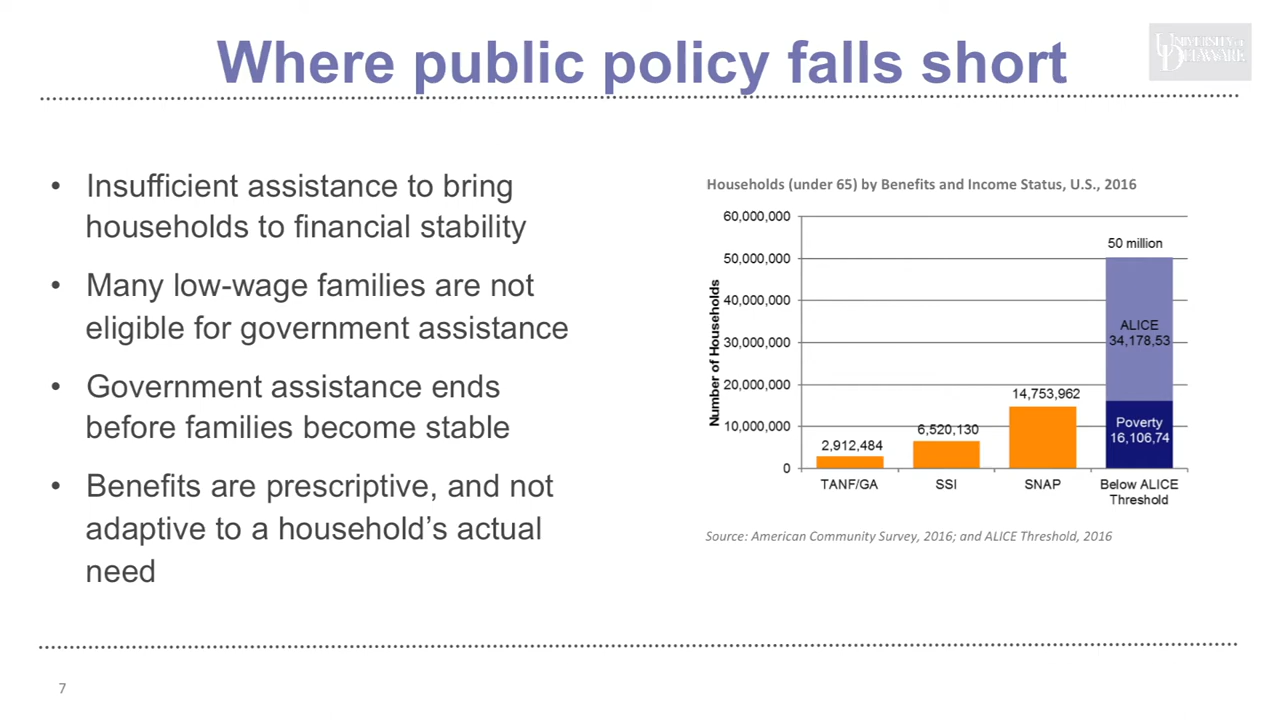 Where public policy falls short
UNIVERSITY OF
DELAWARE
• Insufficient assistance to bring
households to financial stability
• Many low-wage families are not
eligible for government assistance
• Government assistance ends
before families become stable
• Benefits are prescriptive, and not
adaptive to a household’s actual
need
Households (under 65) by Benefits and Income Status, U.S., 2016
Number of Households
60,000,000
50,000,000
40,000,000
30,000,000
20,000,000
10,000,000
0
2,912,484
6,520,130
14,753,962
50 million
ALICE
34,178,53
Poverty
16,106,74
TANF/GA
SSI
SNAP
Below ALICE
Threshold
Source: American Community Survey, 2016; and ALICE Threshold, 2016
7